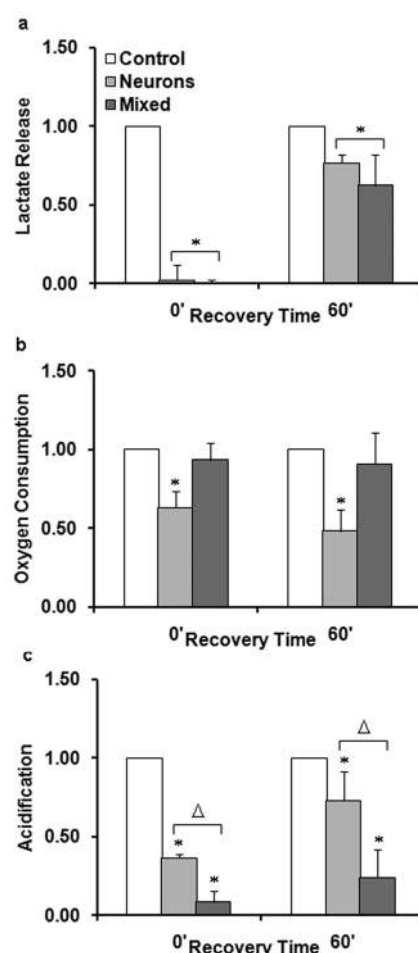 a
1.50
Control
Neurons
Mixed
Lactate Release
1.00
*
*
0.50
0.00
0' Recovery Time 60'
b
1.50
Oxygen Consumption
1.00
*
*
0.50
0.00
0' Recovery Time 60'
c
1.50
Acidification
Δ
1.00
Δ
*
*
0.50
*
*
0.00
0' Recovery Time 60'